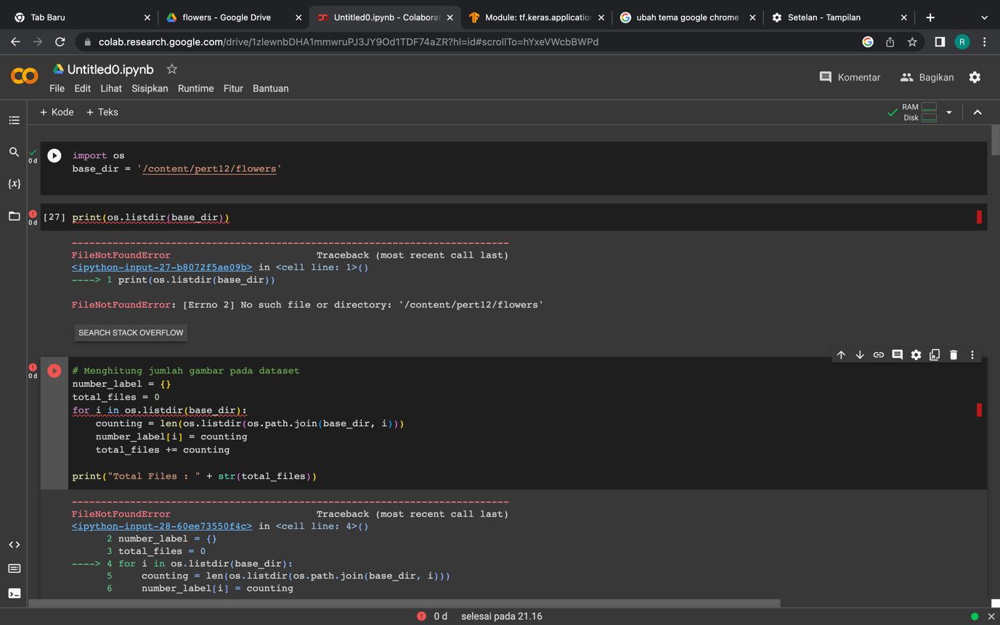 Tab Baru
flowers - Google Drive
Untitled0.ipynb - Colaborat
Module: tf.keras.application
ubah tema google chrome -
Setelan - Tampilan
colab.research.google.com/drive/1zlewnbDHA1mmwruPJ3JY9Od1TDF74aZR?hl=id#scrollTo=hYxeVWcbBWPd
R
Untitled0.ipynb
Komentar
Bagikan
File Edit Lihat Sisipkan Runtime Fitur Bantuan
+ Kode + Teks
RAM
Disk
0 d
import os
base_dir = '/content/pert12/flowers'
{x}
0 d
[27] print(os.listdir(base_dir))
---------------------------------------------------------------------------
FileNotFoundError Traceback (most recent call last)
<ipython-input-27-b8072f5ae09b> in <cell line: 1>()
----> 1 print(os.listdir(base_dir))
FileNotFoundError: [Errno 2] No such file or directory: '/content/pert12/flowers'
SEARCH STACK OVERFLOW
0 d
# Menghitung jumlah gambar pada dataset
number_label = {}
total_files = 0
for i in os.listdir(base_dir):
counting = len(os.listdir(os.path.join(base_dir, i)))
number_label[i] = counting
total_files += counting
print("Total Files : " + str(total_files))
---------------------------------------------------------------------------
FileNotFoundError Traceback (most recent call last)
<ipython-input-28-60ee73550f4c> in <cell line: 4>()
2 number_label = {}
3 total_files = 0
----> 4 for i in os.listdir(base_dir):
5 counting = len(os.listdir(os.path.join(base_dir, i)))
6 number_label[i] = counting
0 d selesai pada 21.16